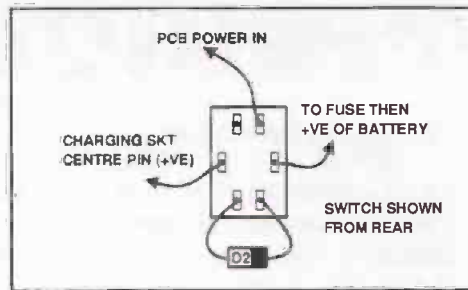 PCB POWER IN
TO FUSE THEN
+VE OF BATTERY
CHARGING SKT
CENTRE PIN (+VE)
SWITCH SHOWN
FROM REAR
D2